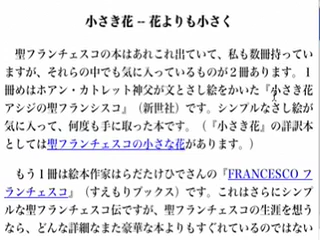 小さき花 -- 花よりも小さく
聖フランチェスコの本はあれこれ出ていて、私も数冊持ってい
ますが、それらの中でも気に入っているものが２冊あります。１
冊めはホアン・カトレット神父が文とさし絵をかいた『小さき花
アシジの聖フランシスコ』（新世社）です。シンプルなさし絵が
気に入って、何度も手に取った本です。（『小さき花』の詳訳本
としては聖フランチェスコの小さな花があります。）
もう１冊は絵本作家はらだたけひでさんの『FRANCESCO フ
ランチェスコ』（すえもりブックス）です。これはさらにシンプ
ルな聖フランチェスコ伝ですが、聖フランチェスコの生涯を想う
なら、どんな詳細なまた豪華な本よりもすぐれているのではない